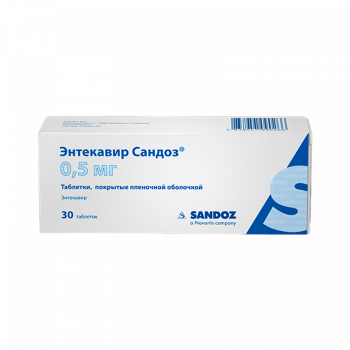 Энтекавир Сандоз®
0,5 мг
Таблетки, покрытые пленочной оболочкой
Энтекавир
30 таблеток
SANDOZ
a Novartis company